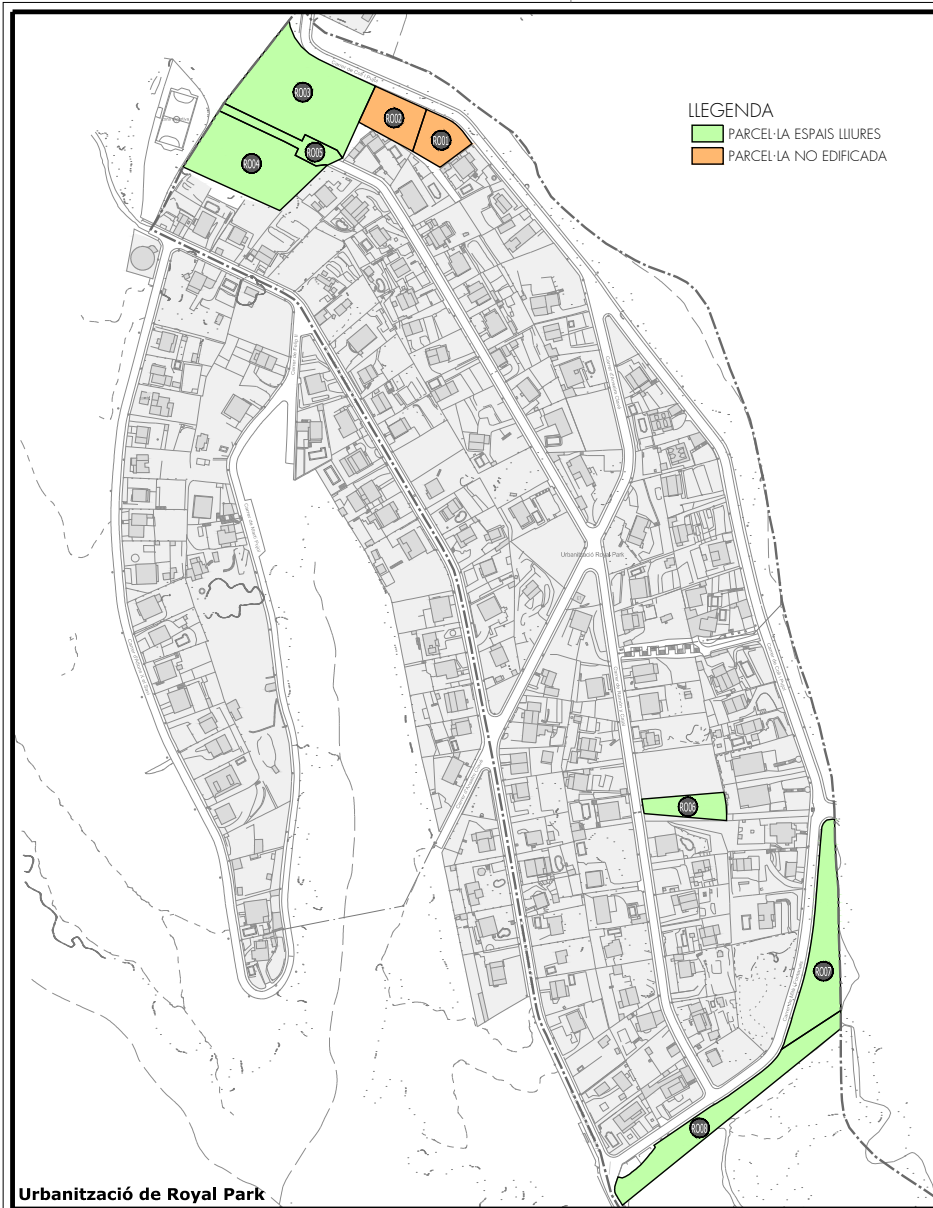 LLEGENDA
PARCEL·LA ESPAIS LLIURES
PARCEL·LA NO EDIFICADA
RO03
RO02
RO01
RO05
RO04
Urbanització Royal Park
RO06
RO07
RO08
Urbanització de Royal Park